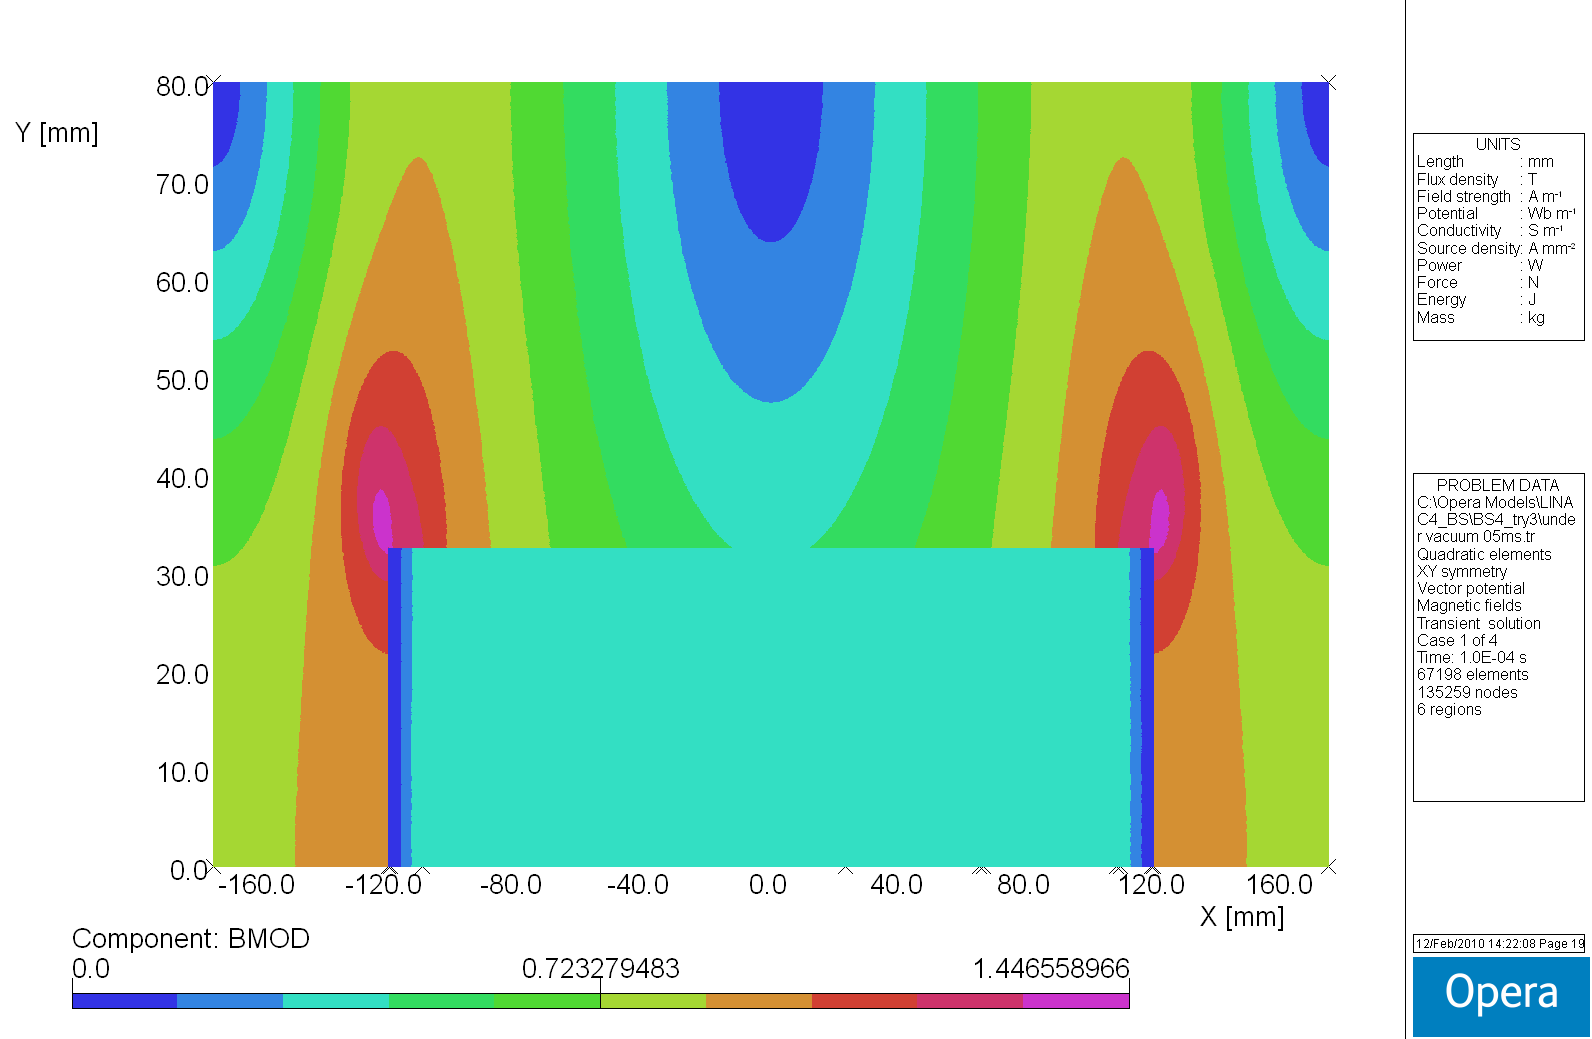 80.0
Y [mm]
70.0
60.0
50.0
40.0
30.0
20.0
10.0
0.0
-160.0 -120.0 -80.0 -40.0 0.0 40.0 80.0 120.0 160.0
X [mm]
Component: BMOD
0.0 0.723279483 1.446558966
UNITS
Length : mm
Flux density : T
Field strength : A m⁻¹
Potential : Wb m⁻¹
Conductivity : S m⁻¹
Source density: A mm⁻²
Power : W
Force : N
Energy : J
Mass : kg
PROBLEM DATA
C:\Opera Models\LINA
C4_BS\BS4_try3\unde
r vacuum 05ms.tr
Quadratic elements
XY symmetry
Vector potential
Magnetic fields
Transient solution
Case 1 of 4
Time: 1.0E-04 s
67198 elements
135259 nodes
6 regions
12/Feb/2010 14:22:08 Page 19
Opera